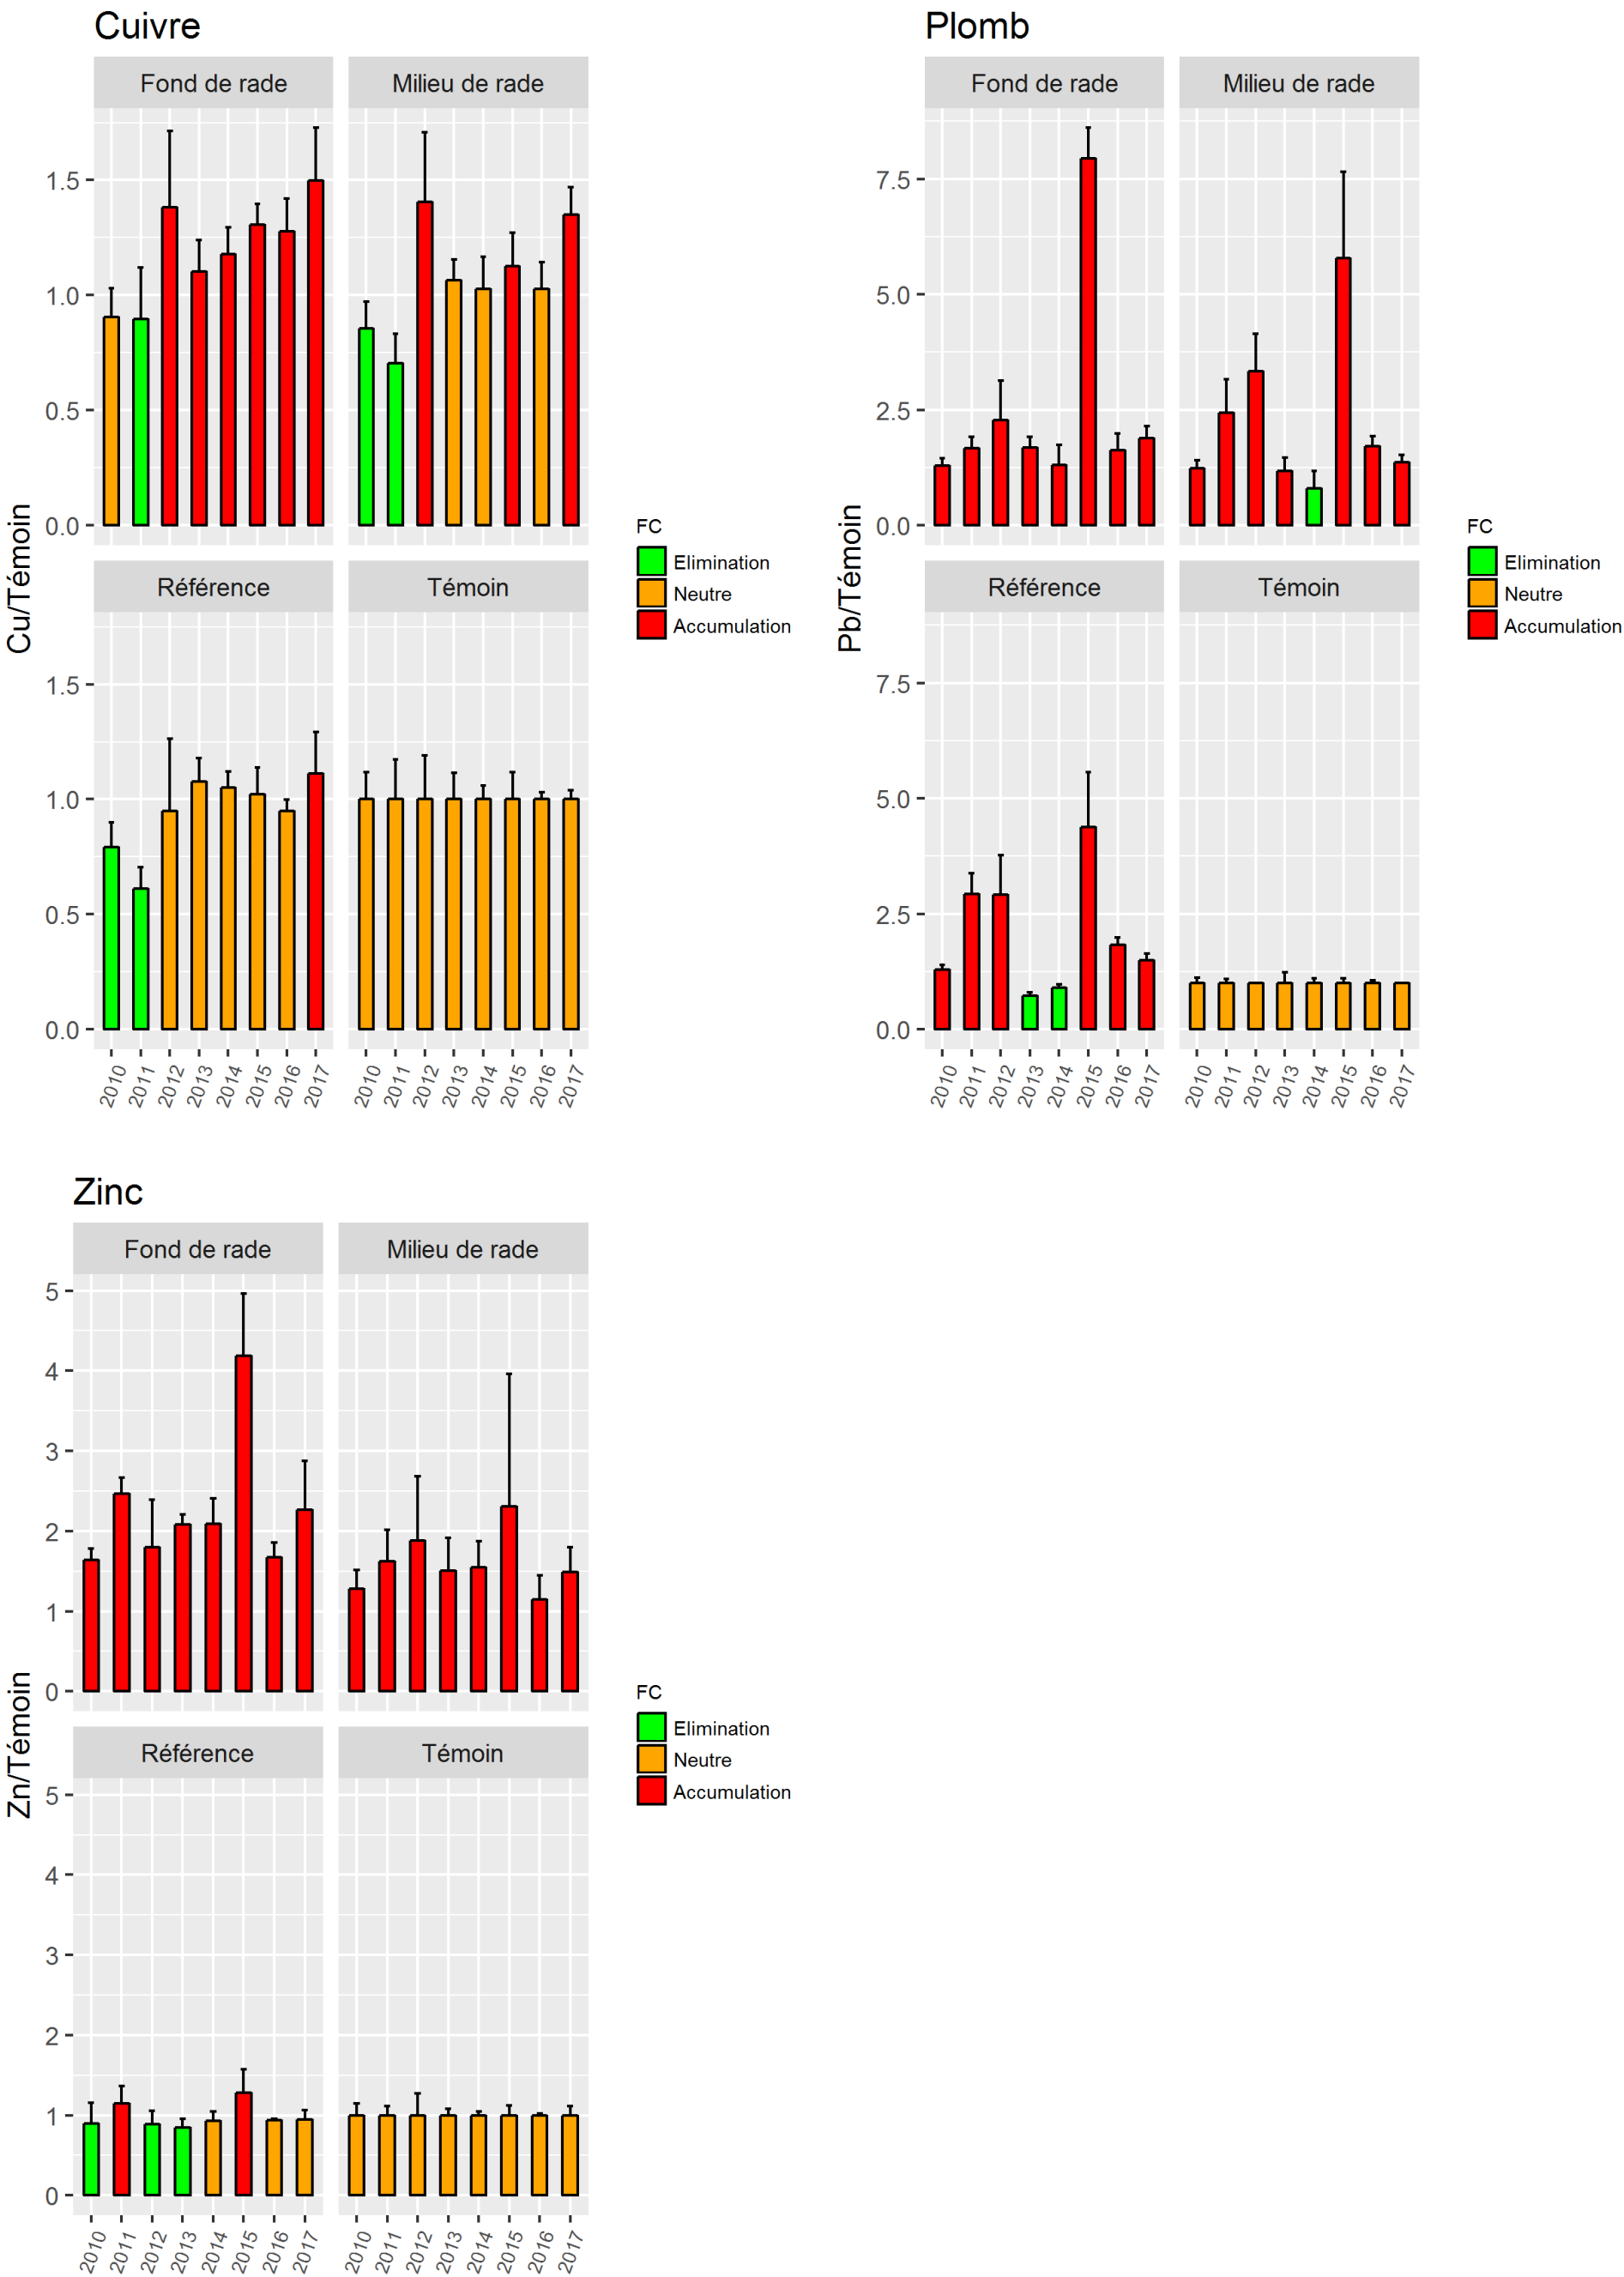 Cuivre
Fond de rade
Milieu de rade
1.5
1.0
0.5
0.0
Référence
Témoin
1.5
1.0
0.5
0.0
2010 2011 2012 2013 2014 2015 2016 2017
2010 2011 2012 2013 2014 2015 2016 2017
Cu/Témoin
FC
Elimination
Neutre
Accumulation
Plomb
Fond de rade
Milieu de rade
7.5
5.0
2.5
0.0
Référence
Témoin
7.5
5.0
2.5
0.0
2010 2011 2012 2013 2014 2015 2016 2017
2010 2011 2012 2013 2014 2015 2016 2017
Pb/Témoin
FC
Elimination
Neutre
Accumulation
Zinc
Fond de rade
Milieu de rade
5
4
3
2
1
0
Référence
Témoin
5
4
3
2
1
0
2010 2011 2012 2013 2014 2015 2016 2017
2010 2011 2012 2013 2014 2015 2016 2017
Zn/Témoin
FC
Elimination
Neutre
Accumulation